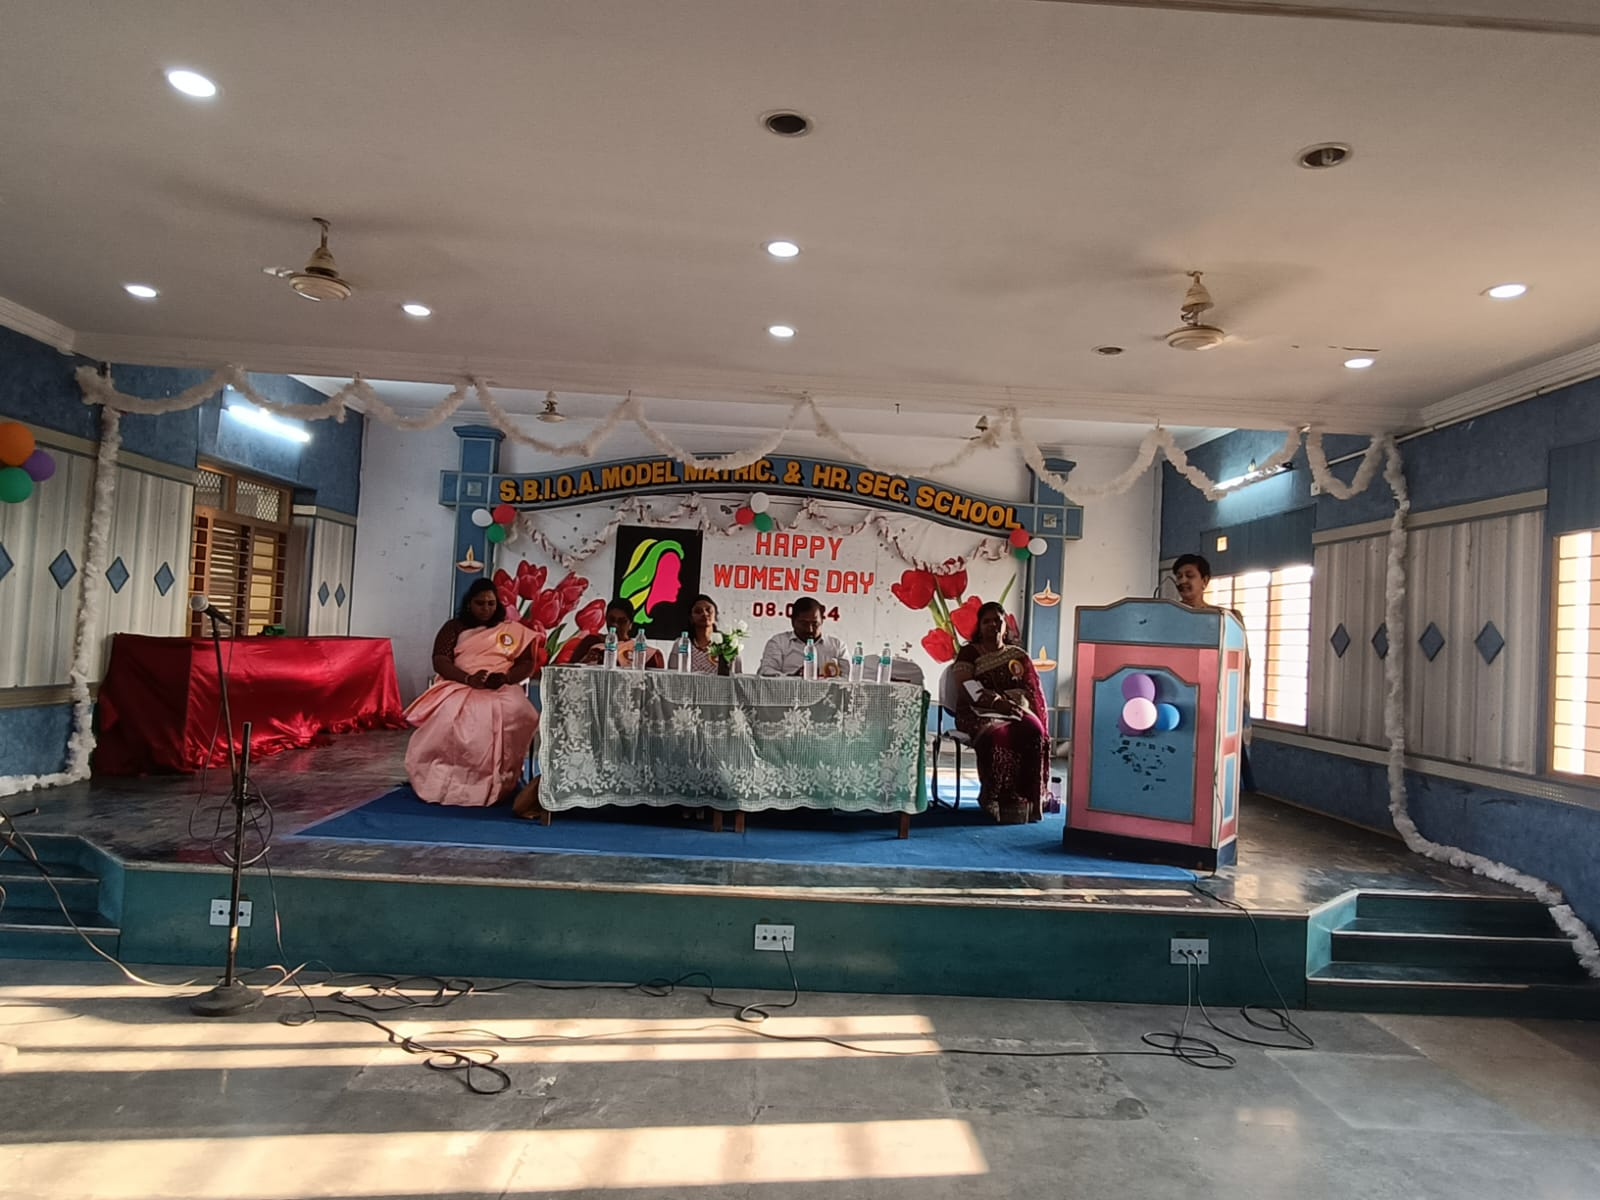 S.B.I.O.A. MODEL MATRIC. & HR. SEC. SCHOOL
HAPPY
WOMEN'S DAY